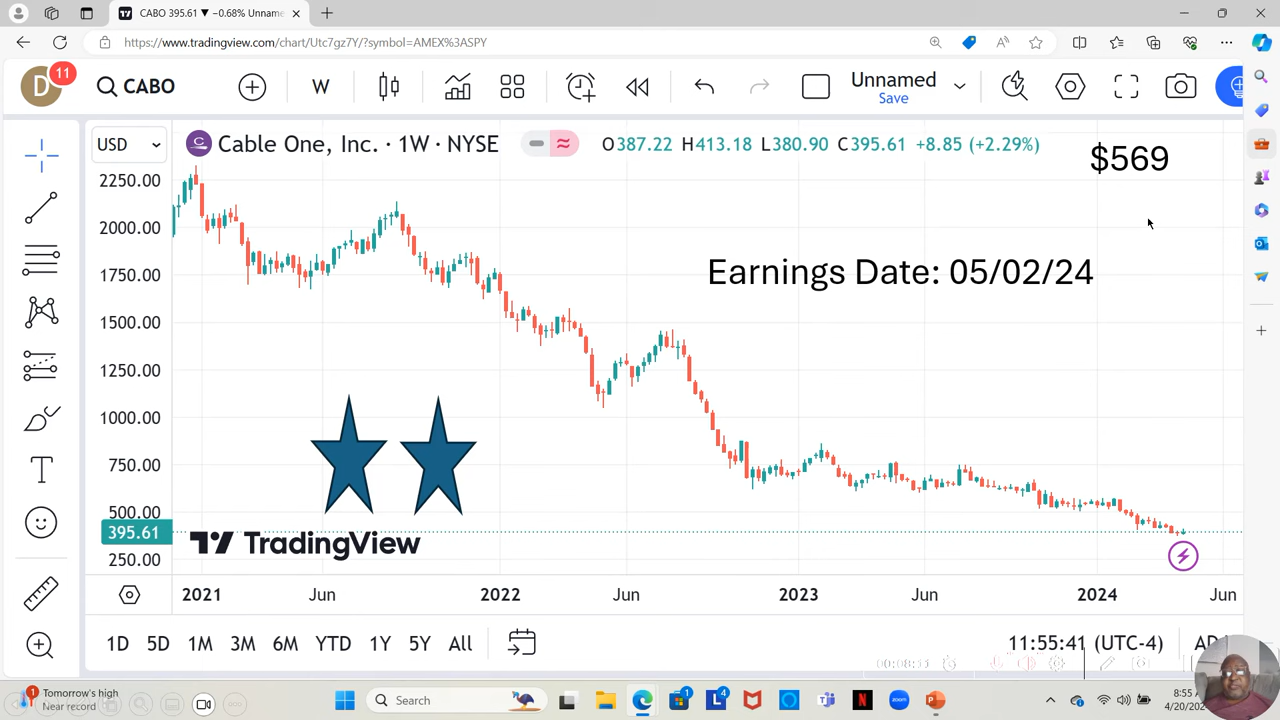 CABO 395.61 ▼ −0.68% Unname
https://www.tradingview.com/chart/Utc7gz7Y/?symbol=AMEX%3ASPY
D
11
CABO
W
Unnamed
Save
USD
Cable One, Inc. · 1W · NYSE
O387.22 H413.18 L380.90 C395.61 +8.85 (+2.29%)
$569
2250.00
2000.00
Earnings Date: 05/02/24
1750.00
1500.00
1250.00
1000.00
750.00
500.00
395.61
TradingView
250.00
2021 Jun 2022 Jun 2023 Jun 2024 Jun
1D 5D 1M 3M 6M YTD 1Y 5Y All
11:55:41 (UTC-4)
1
Tomorrow's high
Near record
Search
1
4
zoom
8:55